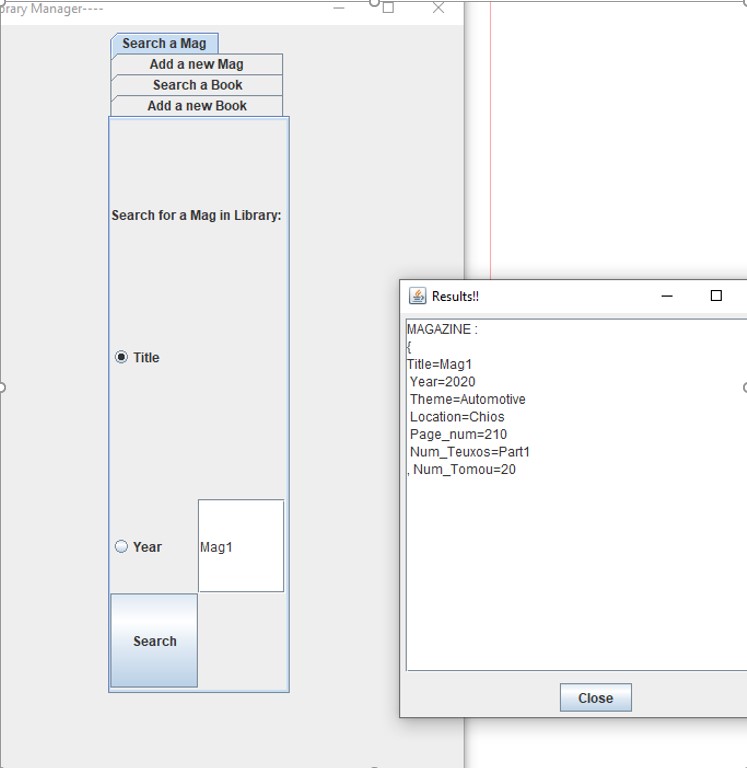 brary Manager----
Search a Mag
Add a new Mag
Search a Book
Add a new Book
Search for a Mag in Library:
Title
Year
Mag1
Search
Results!!
MAGAZINE :
{
Title=Mag1
Year=2020
Theme=Automotive
Location=Chios
Page_num=210
Num_Teuxos=Part1
, Num_Tomou=20
Close